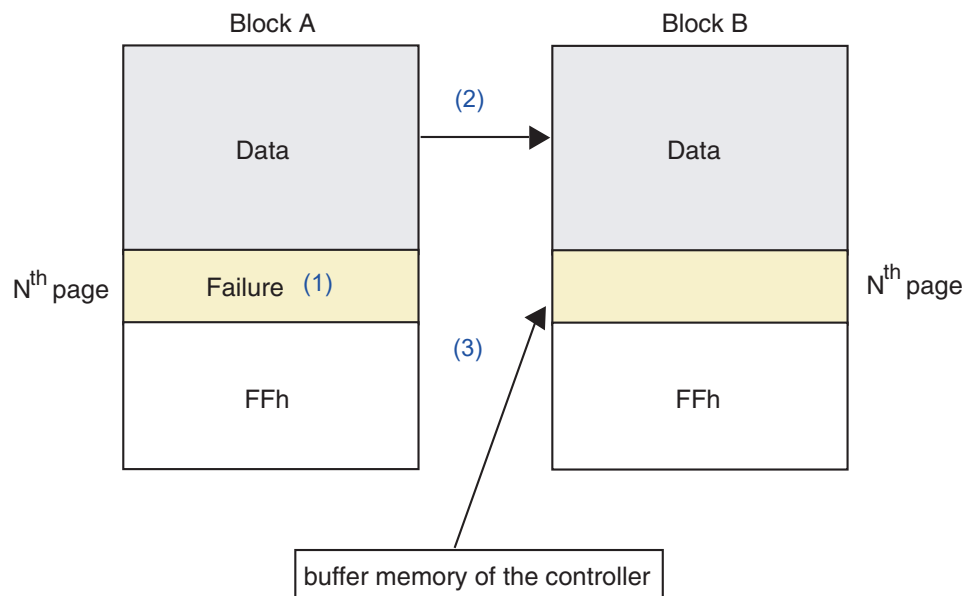 Block A
Block B
(2)
Data
Data
Nth page
Failure (1)
Nth page
(3)
FFh
FFh
buffer memory of the controller